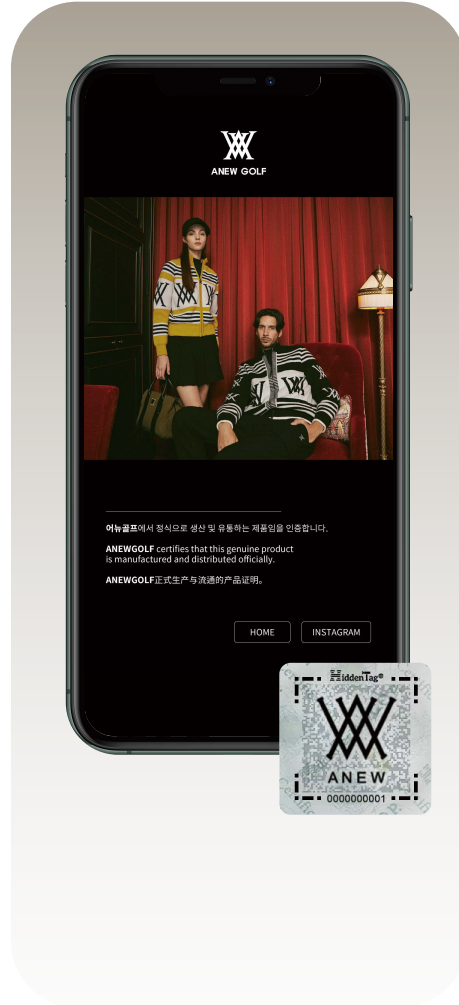 ANEW GOLF
어뉴골프에서 정식으로 생산 및 유통하는 제품임을 인증합니다.
ANEWGOLF certifies that this genuine product
is manufactured and distributed officially.
ANEWGOLF正式生产与流通的产品证明。
HOME
INSTAGRAM
HiddenTag®
ANEW
0000000001